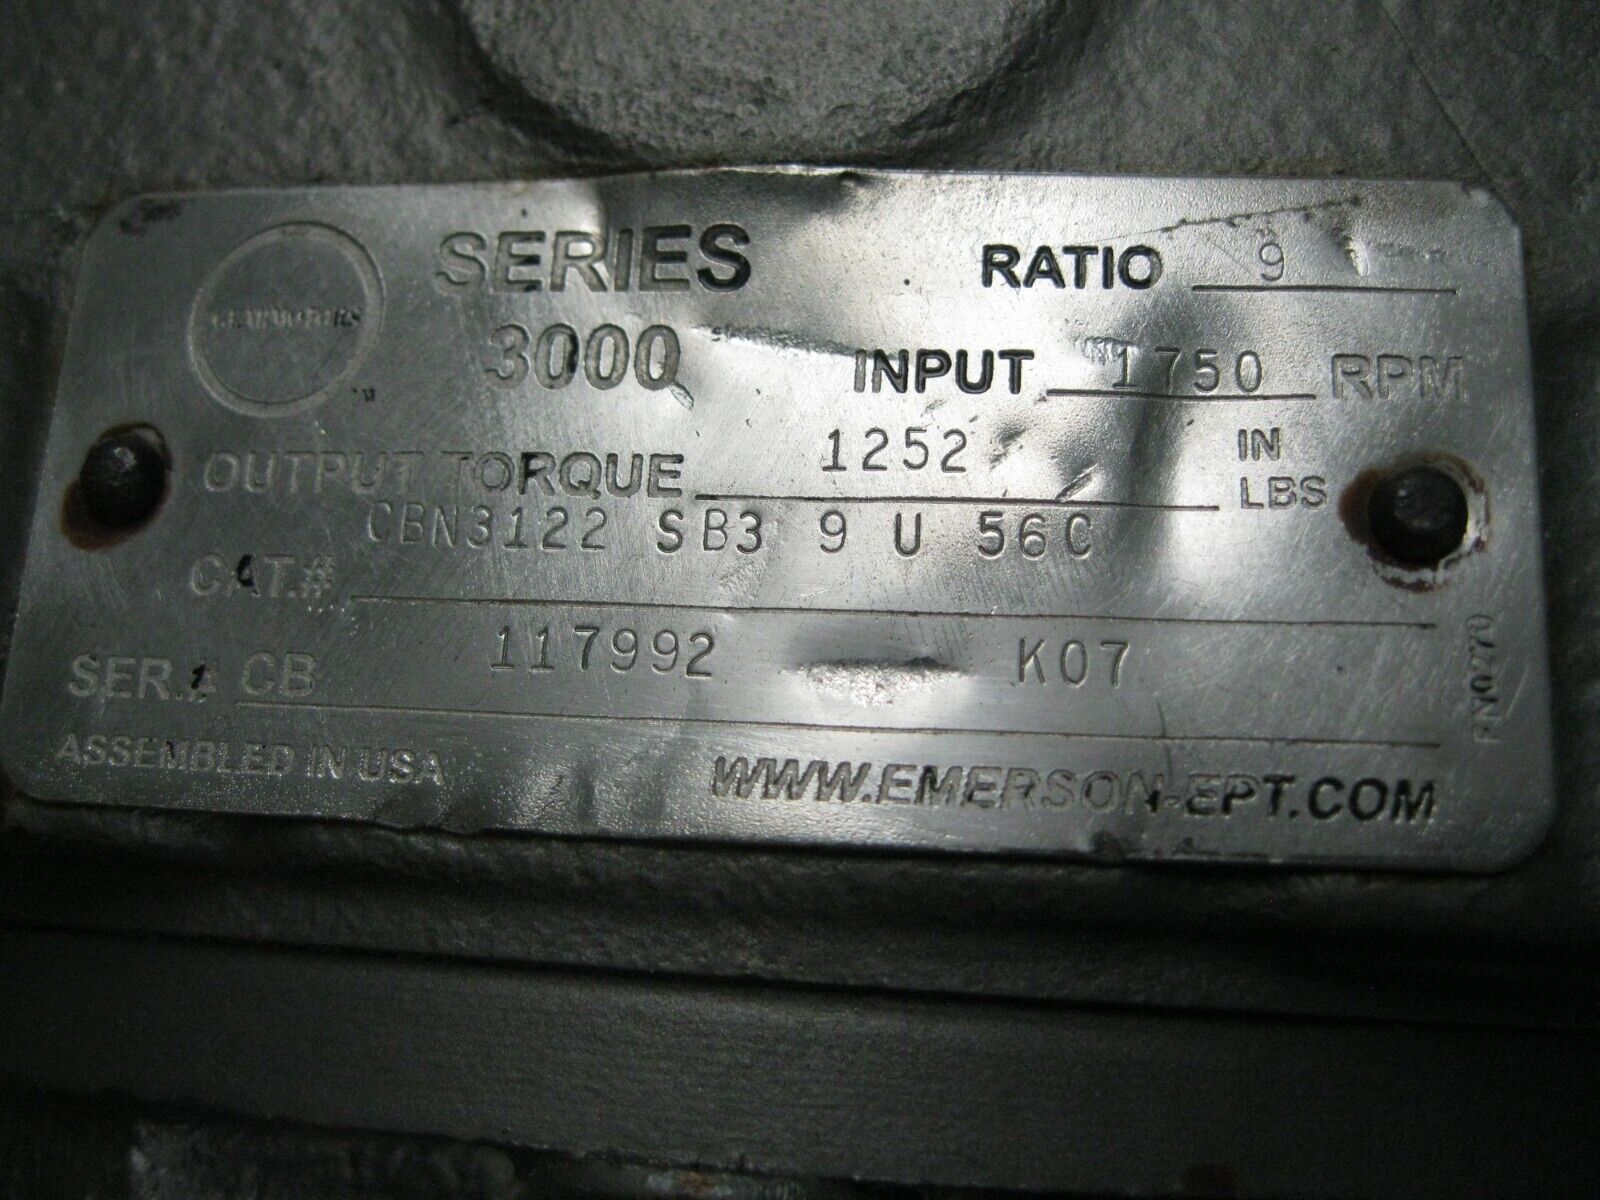 SERIES
3000
RATIO 9
INPUT 1750 RPM
OUTPUT TORQUE 1252 IN LBS
CAT.# CBN3122 SB3 9 U 56C
SER.# CB 117992 K07
ASSEMBLED IN USA
WWW.EMERSON-EPT.COM